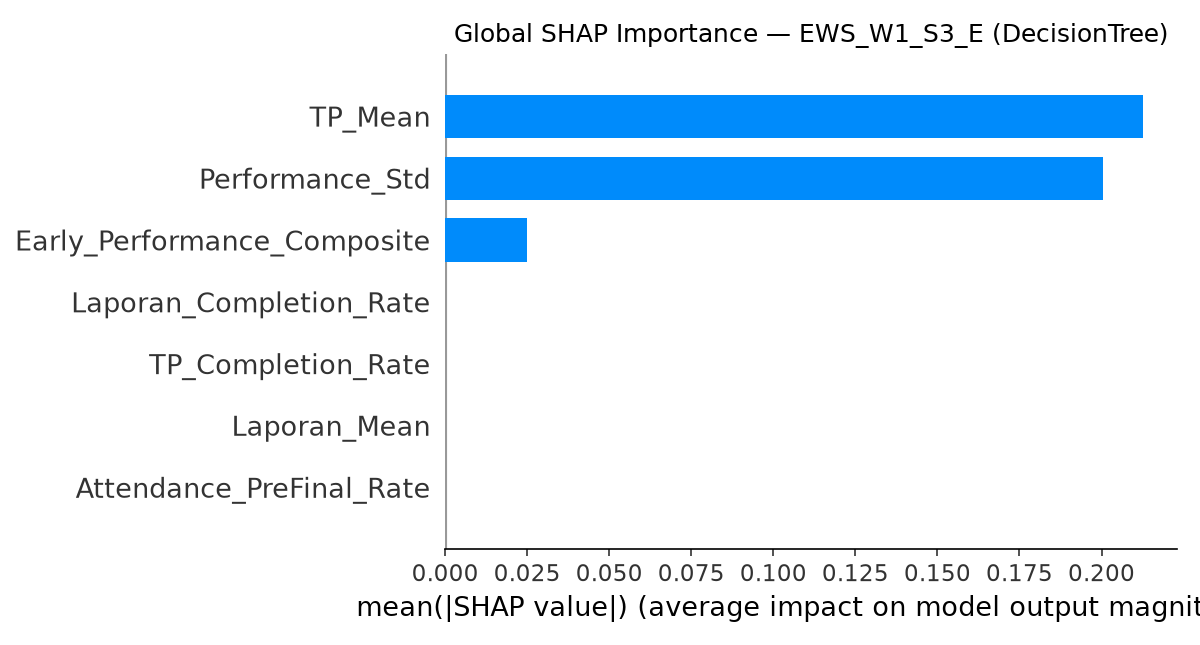 Global SHAP Importance — EWS_W1_S3_E (DecisionTree)
TP_Mean
Performance_Std
Early_Performance_Composite
Laporan_Completion_Rate
TP_Completion_Rate
Laporan_Mean
Attendance_PreFinal_Rate
0.000 0.025 0.050 0.075 0.100 0.125 0.150 0.175 0.200
mean(|SHAP value|) (average impact on model output magnit